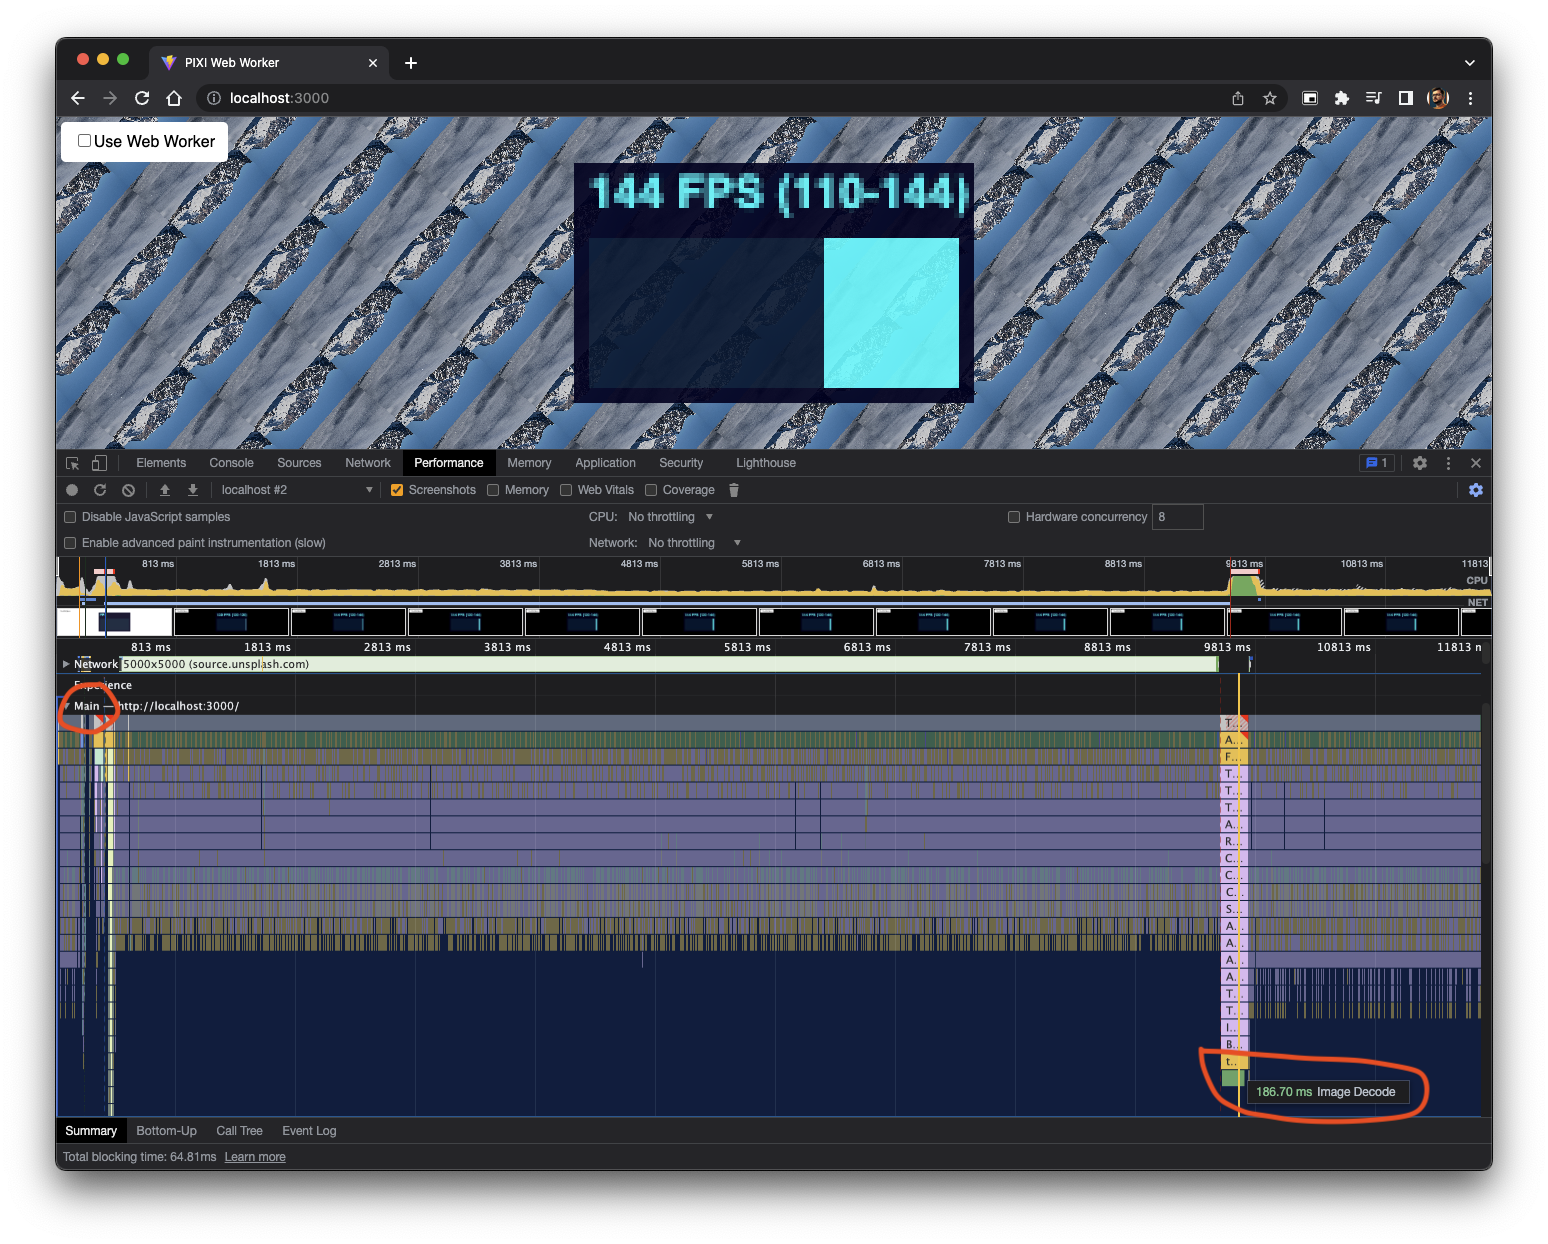 PIXI Web Worker
localhost:3000
Use Web Worker
144 FPS (110-144)
Elements Console Sources Network Performance Memory Application Security Lighthouse 1
localhost #2 Screenshots Memory Web Vitals Coverage
Disable JavaScript samples CPU: No throttling Hardware concurrency 8
Enable advanced paint instrumentation (slow) Network: No throttling
813 ms 1813 ms 2813 ms 3813 ms 4813 ms 5813 ms 6813 ms 7813 ms 8813 ms 9813 ms 10813 ms 11813
CPU
NET
813 ms 1813 ms 2813 ms 3813 ms 4813 ms 5813 ms 6813 ms 7813 ms 8813 ms 9813 ms 10813 ms 11813 m
Network 5000x5000 (source.unsplash.com)
Experience
Main — http://localhost:3000/
T...
A...
F...
T...
T...
T...
A...
R...
C...
C...
C...
S...
A...
A...
A...
A...
T...
T...
I...
B...
t...
186.70 ms Image Decode
Summary Bottom-Up Call Tree Event Log
Total blocking time: 64.81ms Learn more